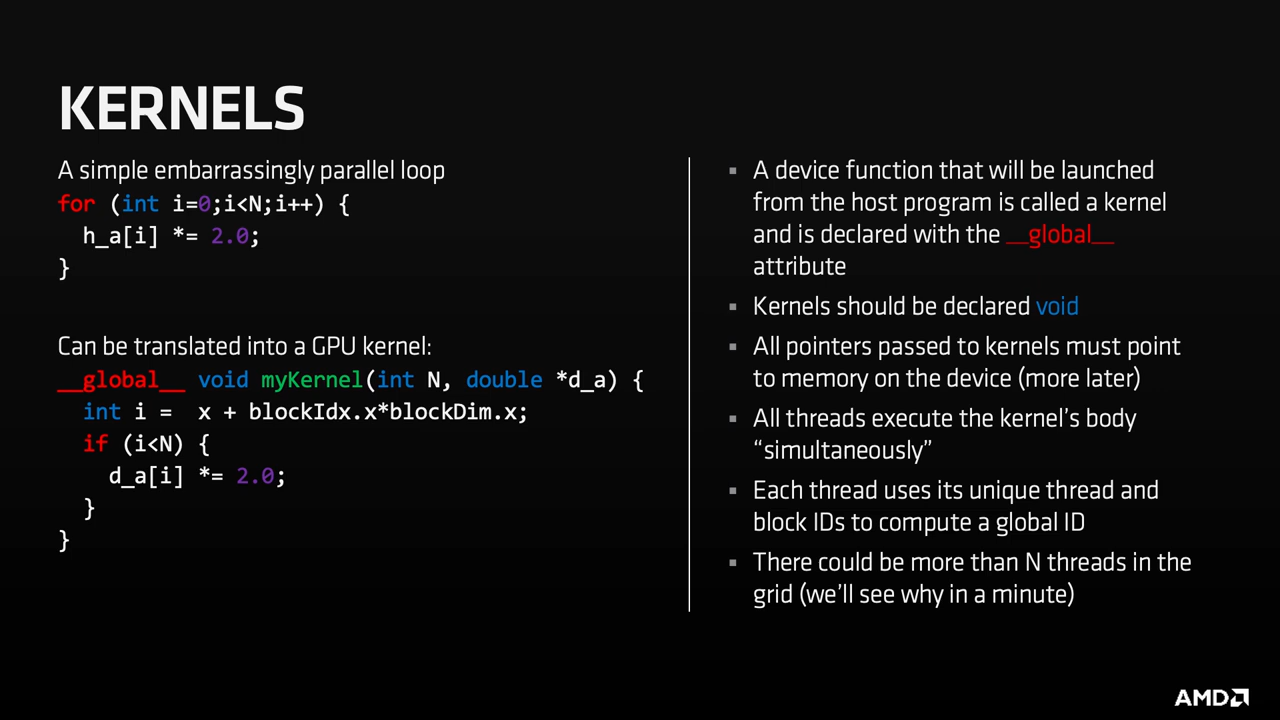 KERNELS
A simple embarrassingly parallel loop
for (int i=0;i<N;i++) {
  h_a[i] *= 2.0;
}
Can be translated into a GPU kernel:
__global__ void myKernel(int N, double *d_a) {
  int i =  x + blockIdx.x*blockDim.x;
  if (i<N) {
    d_a[i] *= 2.0;
  }
}
▪ A device function that will be launched
from the host program is called a kernel
and is declared with the __global__
attribute
▪ Kernels should be declared void
▪ All pointers passed to kernels must point
to memory on the device (more later)
▪ All threads execute the kernel’s body
“simultaneously”
▪ Each thread uses its unique thread and
block IDs to compute a global ID
▪ There could be more than N threads in the
grid (we’ll see why in a minute)
AMD